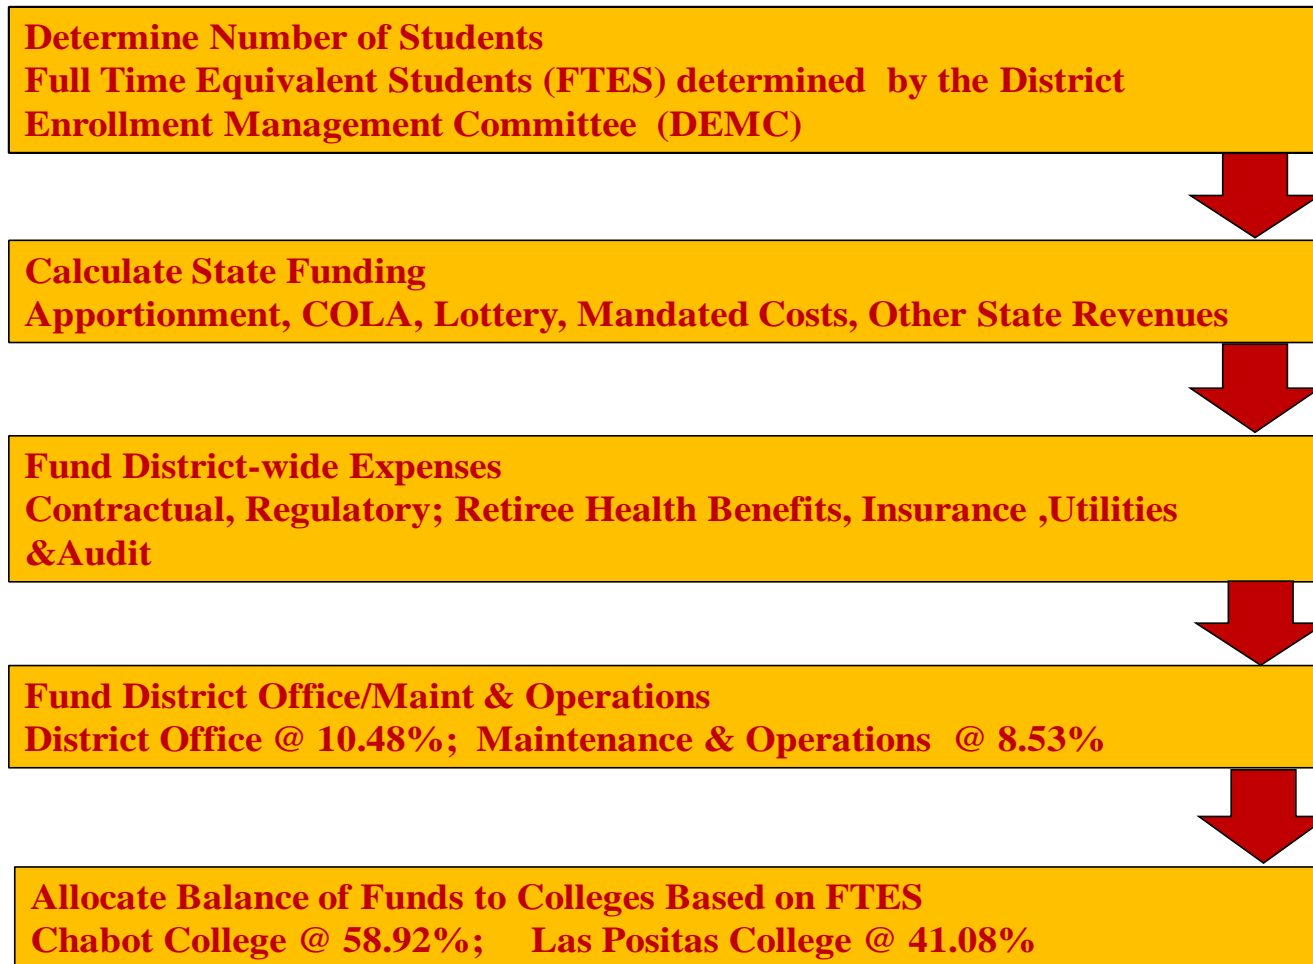 Determine Number of Students
Full Time Equivalent Students (FTES) determined  by the District
Enrollment Management Committee  (DEMC)
Calculate State Funding
Apportionment, COLA, Lottery, Mandated Costs, Other State Revenues
Fund District-wide Expenses
Contractual, Regulatory; Retiree Health Benefits, Insurance ,Utilities
&Audit
Fund District Office/Maint & Operations
District Office @ 10.48%;  Maintenance & Operations  @ 8.53%
Allocate Balance of Funds to Colleges Based on FTES
Chabot College @ 58.92%;    Las Positas College @ 41.08%